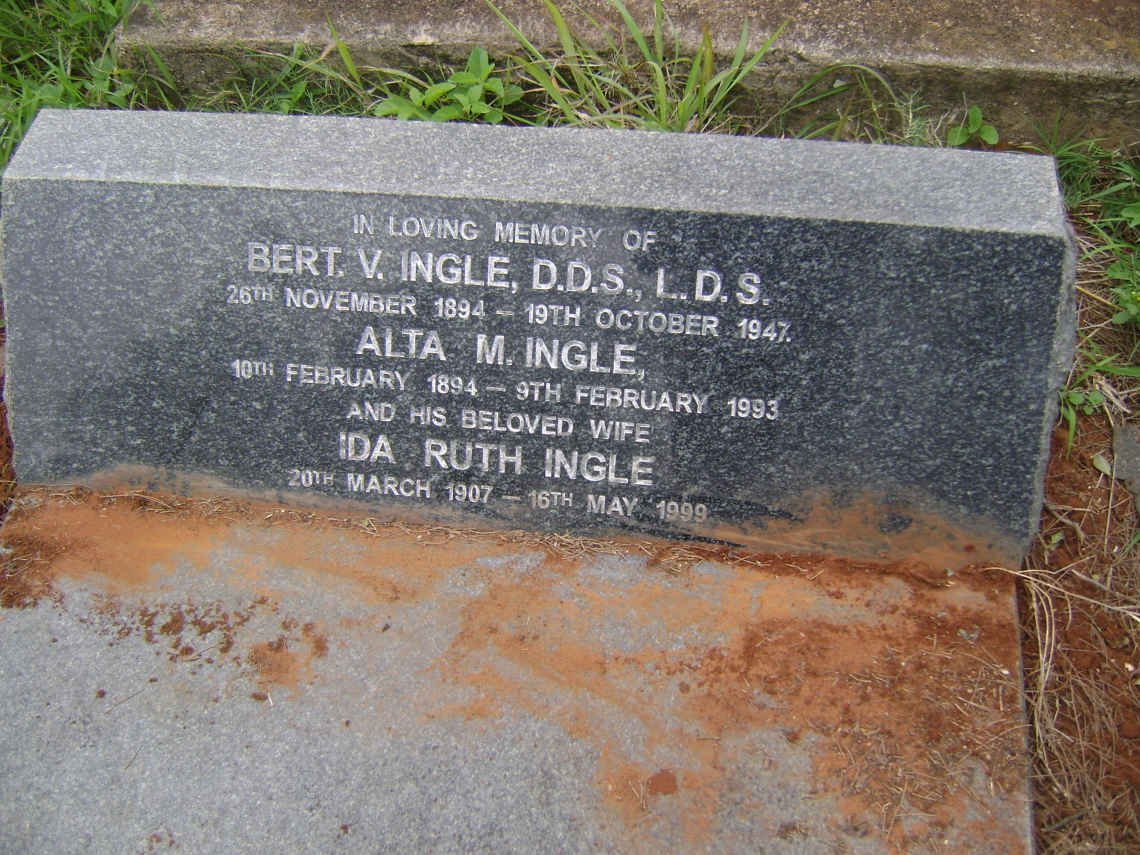 IN LOVING MEMORY OF
BERT. V. INGLE, D.D.S., L.D.S.
26TH NOVEMBER 1894 – 19TH OCTOBER 1947.
ALTA M. INGLE,
10TH FEBRUARY 1894 – 9TH FEBRUARY 1993
AND HIS BELOVED WIFE
IDA RUTH INGLE
20TH MARCH 1907 – 16TH MAY 1999